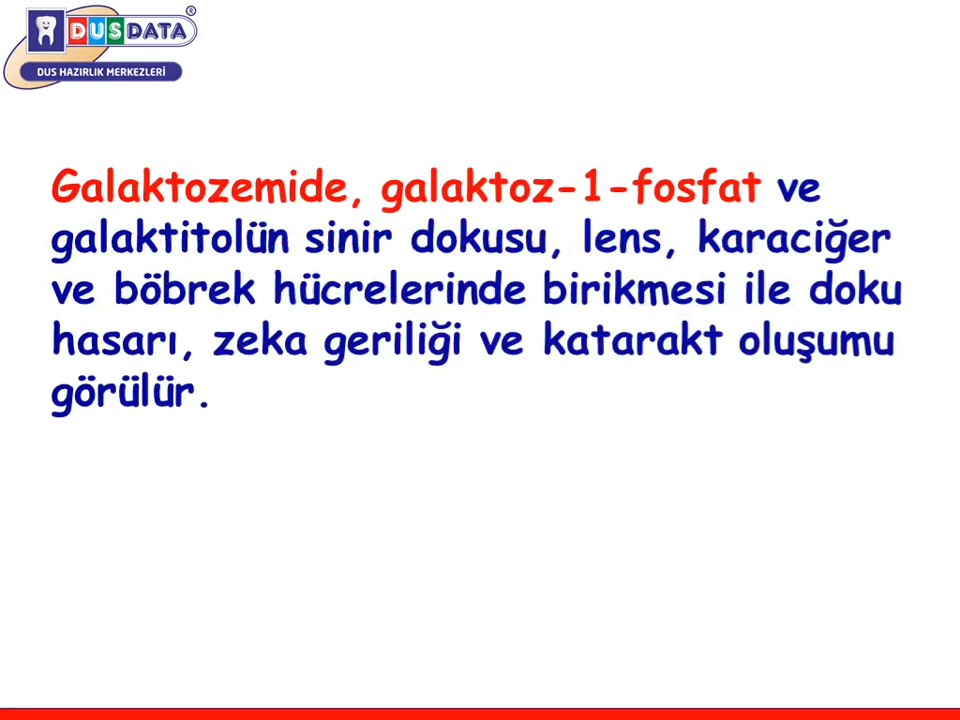 DUSDATA®
DUS HAZIRLIK MERKEZLERİ
Galaktozemide, galaktoz-1-fosfat ve
galaktitolün sinir dokusu, lens, karaciğer
ve böbrek hücrelerinde birikmesi ile doku
hasarı, zeka geriliği ve katarakt oluşumu
görülür.